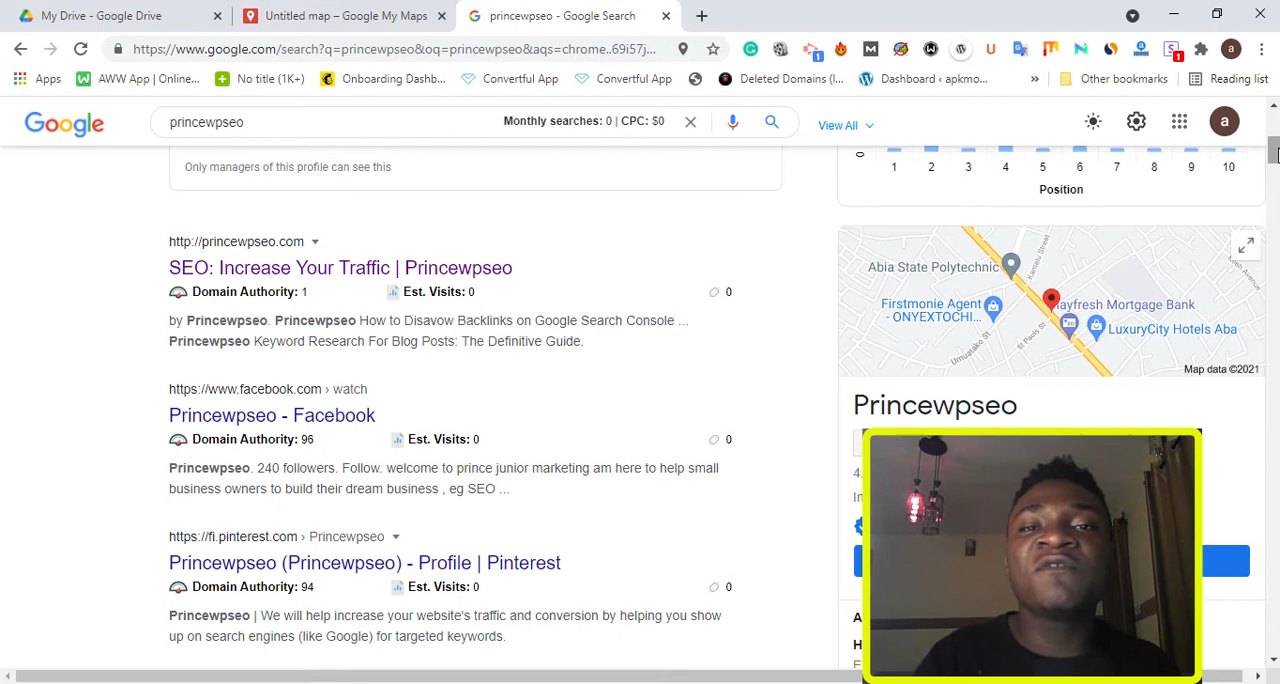 My Drive - Google Drive
Untitled map – Google My Maps
princewpseo - Google Search
https://www.google.com/search?q=princewpseo&oq=princewpseo&aqs=chrome..69i57j...
Apps
AWW App | Online...
No title (1K+)
Onboarding Dashb...
Convertful App
Convertful App
Deleted Domains (l...
Dashboard ‹ apkmo...
»
Other bookmarks
Reading list
Google
princewpseo
Monthly searches: 0 | CPC: $0
View All
a
Only managers of this profile can see this
http://princewpseo.com
SEO: Increase Your Traffic | Princewpseo
Domain Authority: 1
Est. Visits: 0
0
by Princewpseo. Princewpseo How to Disavow Backlinks on Google Search Console ...
Princewpseo Keyword Research For Blog Posts: The Definitive Guide.
https://www.facebook.com › watch
Princewpseo - Facebook
Domain Authority: 96
Est. Visits: 0
0
Princewpseo. 240 followers. Follow. welcome to prince junior marketing am here to help small
business owners to build their dream business , eg SEO ...
https://fi.pinterest.com › Princewpseo
Princewpseo (Princewpseo) - Profile | Pinterest
Domain Authority: 94
Est. Visits: 0
0
Princewpseo | We will help increase your website's traffic and conversion by helping you show
up on search engines (like Google) for targeted keywords.
0
1 2 3 4 5 6 7 8 9 10
Position
Abia State Polytechnic
Kamalu Street
Firstmonie Agent
- ONYEXTOCHI...
ayfresh Mortgage Bank
LuxuryCity Hotels Aba
St Pauls St
Umuatako St
Map data ©2021
Princewpseo
4.
In
A
H
E